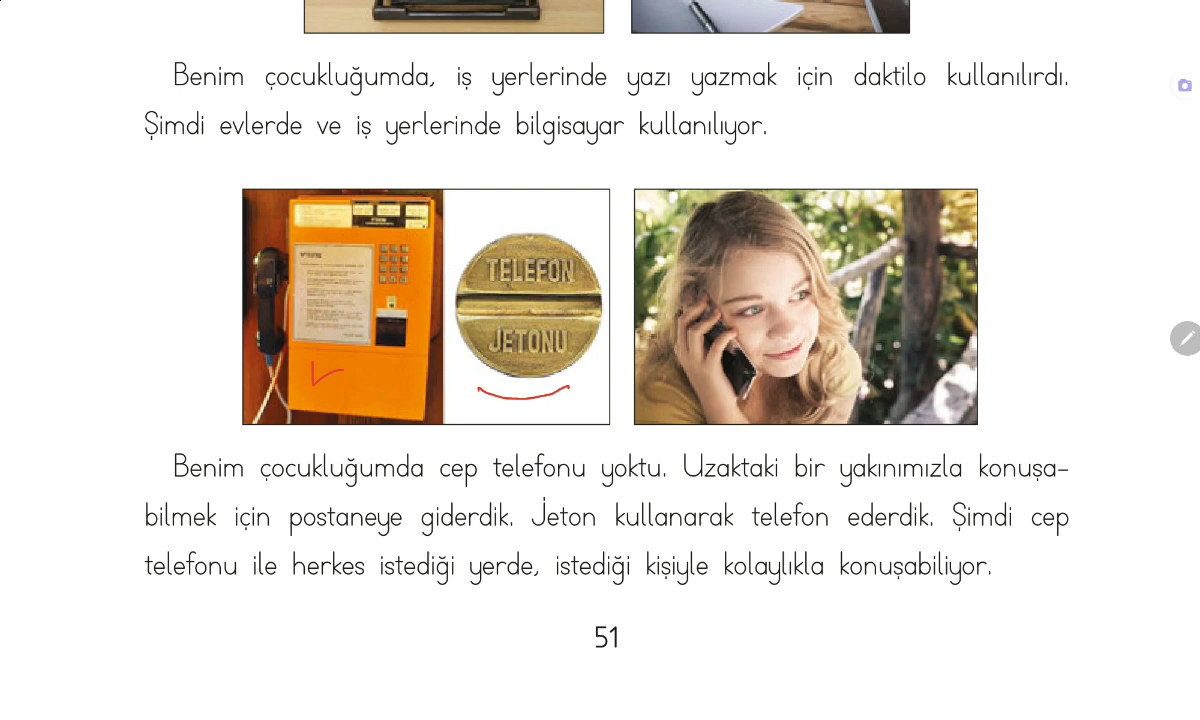 Benim çocukluğumda, iş yerlerinde yazı yazmak için daktilo kullanılırdı.
Şimdi evlerde ve iş yerlerinde bilgisayar kullanılıyor.
TELEFON
JETONU
Benim çocukluğumda cep telefonu yoktu. Uzaktaki bir yakınımızla konuşa-
bilmek için postaneye giderdik. Jeton kullanarak telefon ederdik. Şimdi cep
telefonu ile herkes istediği yerde, istediği kişiyle kolaylıkla konuşabiliyor.
51